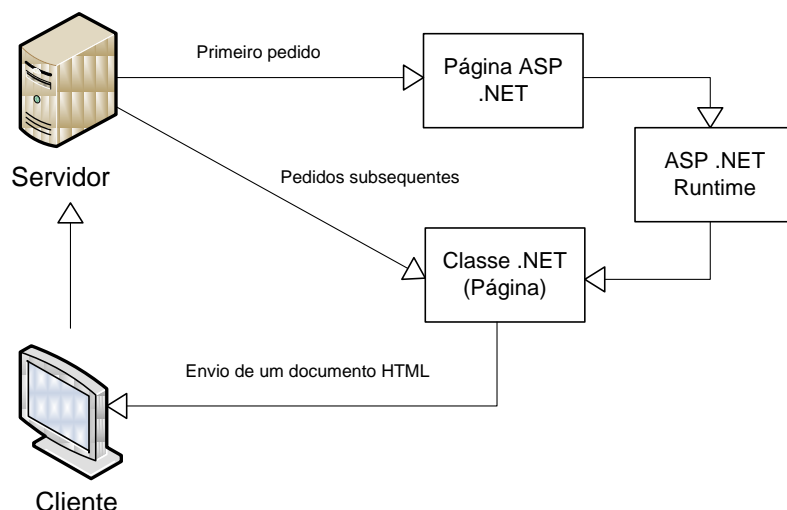 Primeiro pedido
Página ASP
.NET
ASP .NET
Runtime
Servidor
Pedidos subsequentes
Classe .NET
(Página)
Envio de um documento HTML
Cliente